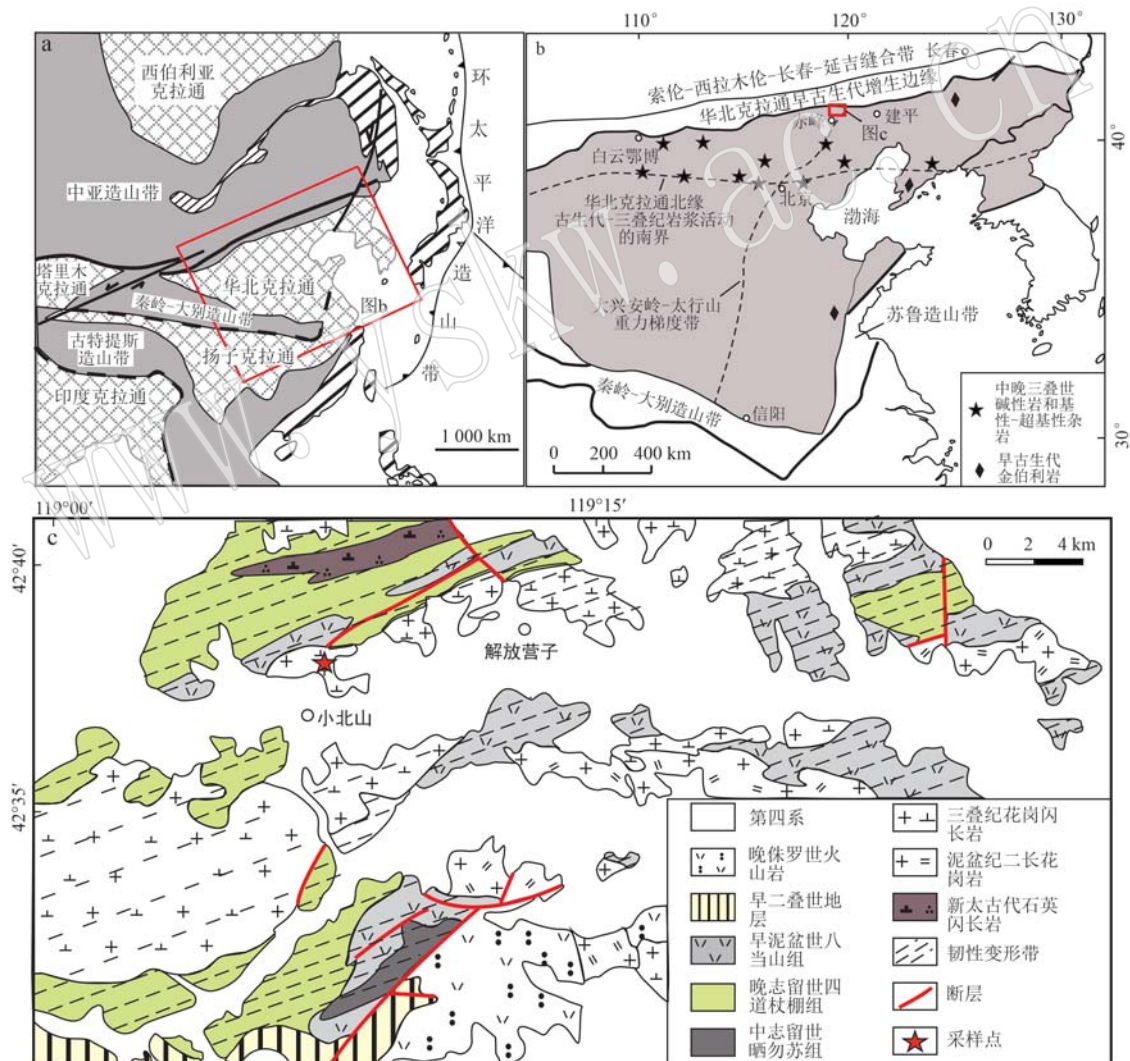 110°
120°
130°
a
西伯利亚
克拉通
环
太
平
洋
造
山
带
中亚造山带
塔里木
克拉通
华北克拉通
秦岭-大别造山带
图b
古特提斯
造山带
扬子克拉通
印度克拉通
1 000 km
b
长春
索伦-西拉木伦-长春-延吉缝合带
华北克拉通早古生代增生边缘
赤峰
建平
图c
40°
白云鄂博
北京
渤海
华北克拉通北缘
古生代-三叠纪岩浆活动
的南界
大兴安岭-太行山
重力梯度带
苏鲁造山带
秦岭-大别造山带
信阳
30°
0 200 400 km
中晚三叠世
碱性岩和基
性-超基性杂
岩
早古生代
金伯利岩
www.yskw.ac.cn
119°00′
119°15′
c
42°40′
0 2 4 km
解放营子
小北山
42°35′
第四系
晚侏罗世火
山岩
早二叠世地
层
早泥盆世八
当山组
晚志留世四
道杖棚组
中志留世
晒勿苏组
三叠纪花岗闪
长岩
泥盆纪二长花
岗岩
新太古代石英
闪长岩
韧性变形带
断层
采样点